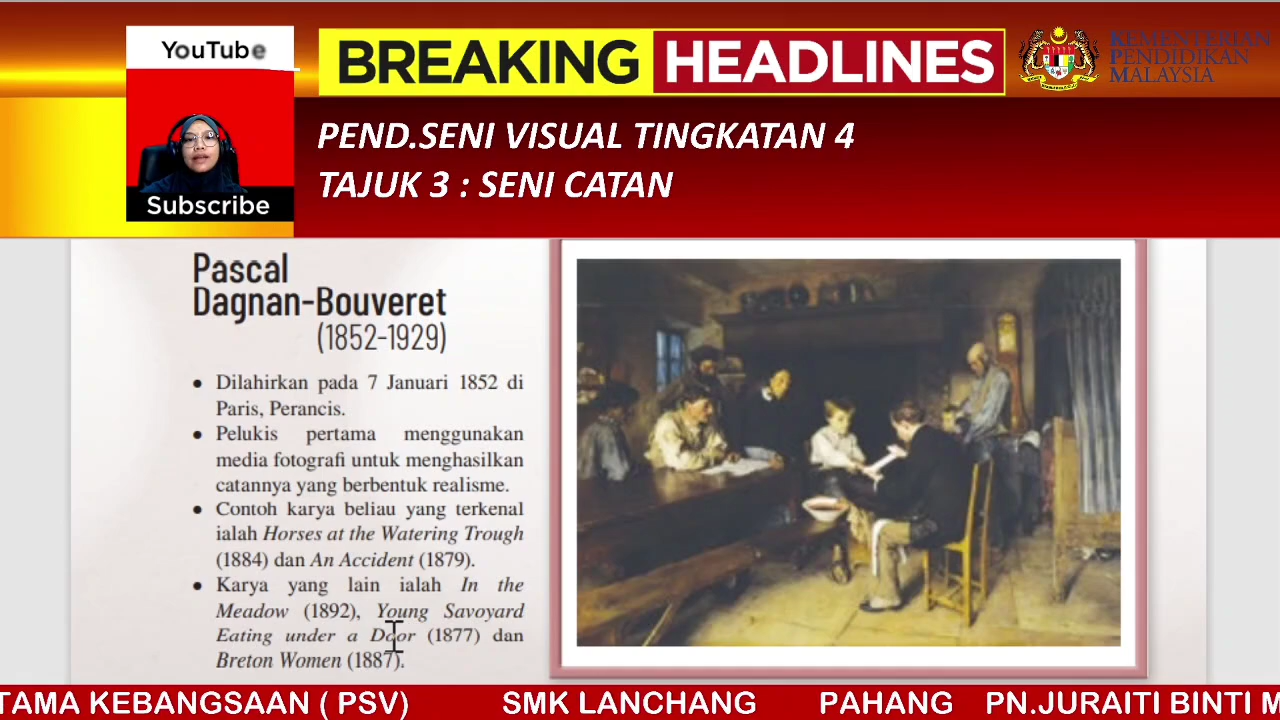 YouTube
Subscribe
BREAKING HEADLINES
KEMENTERIAN
PENDIDIKAN
MALAYSIA
PEND.SENI VISUAL TINGKATAN 4
TAJUK 3 : SENI CATAN
Pascal
Dagnan-Bouveret
(1852-1929)
• Dilahirkan pada 7 Januari 1852 di
Paris, Perancis.
• Pelukis pertama menggunakan
media fotografi untuk menghasilkan
catannya yang berbentuk realisme.
• Contoh karya beliau yang terkenal
ialah Horses at the Watering Trough
(1884) dan An Accident (1879).
• Karya yang lain ialah In the
Meadow (1892), Young Savoyard
Eating under a Door (1877) dan
Breton Women (1887).
TAMA KEBANGSAAN ( PSV) SMK LANCHANG PAHANG PN.JURAITI BINTI M